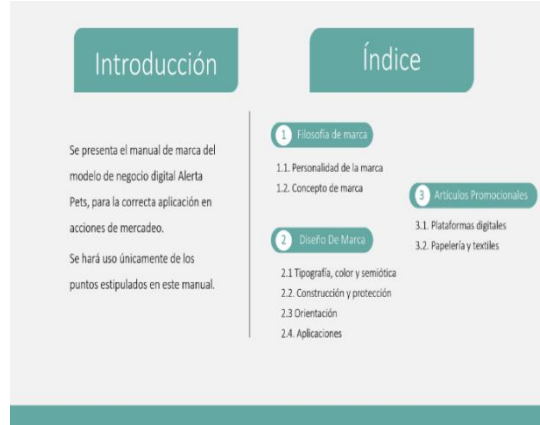 Introducción
Se presenta el manual de marca del
modelo de negocio digital Alerta
Pets, para la correcta aplicación en
acciones de mercadeo.
Se hará uso únicamente de los
puntos estipulados en este manual.
Índice
1 Filosofía de marca
1.1. Personalidad de la marca
1.2. Concepto de marca
2 Diseño De Marca
2.1 Tipografía, color y semiótica
2.2. Construcción y protección
2.3 Orientación
2.4. Aplicaciones
3 Artículos Promocionales
3.1. Plataformas digitales
3.2. Papelería y textiles